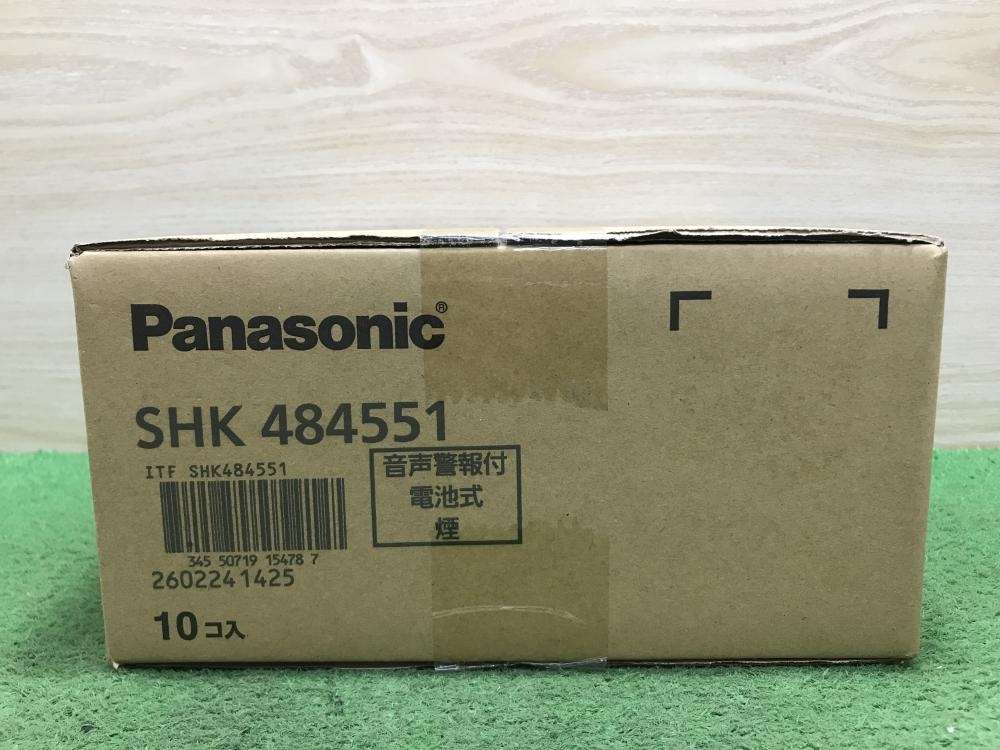 Panasonic®
SHK 484551
ITF SHK484551
345 50719 15478 7
2602241425
10コ入
音声警報付
電池式
煙